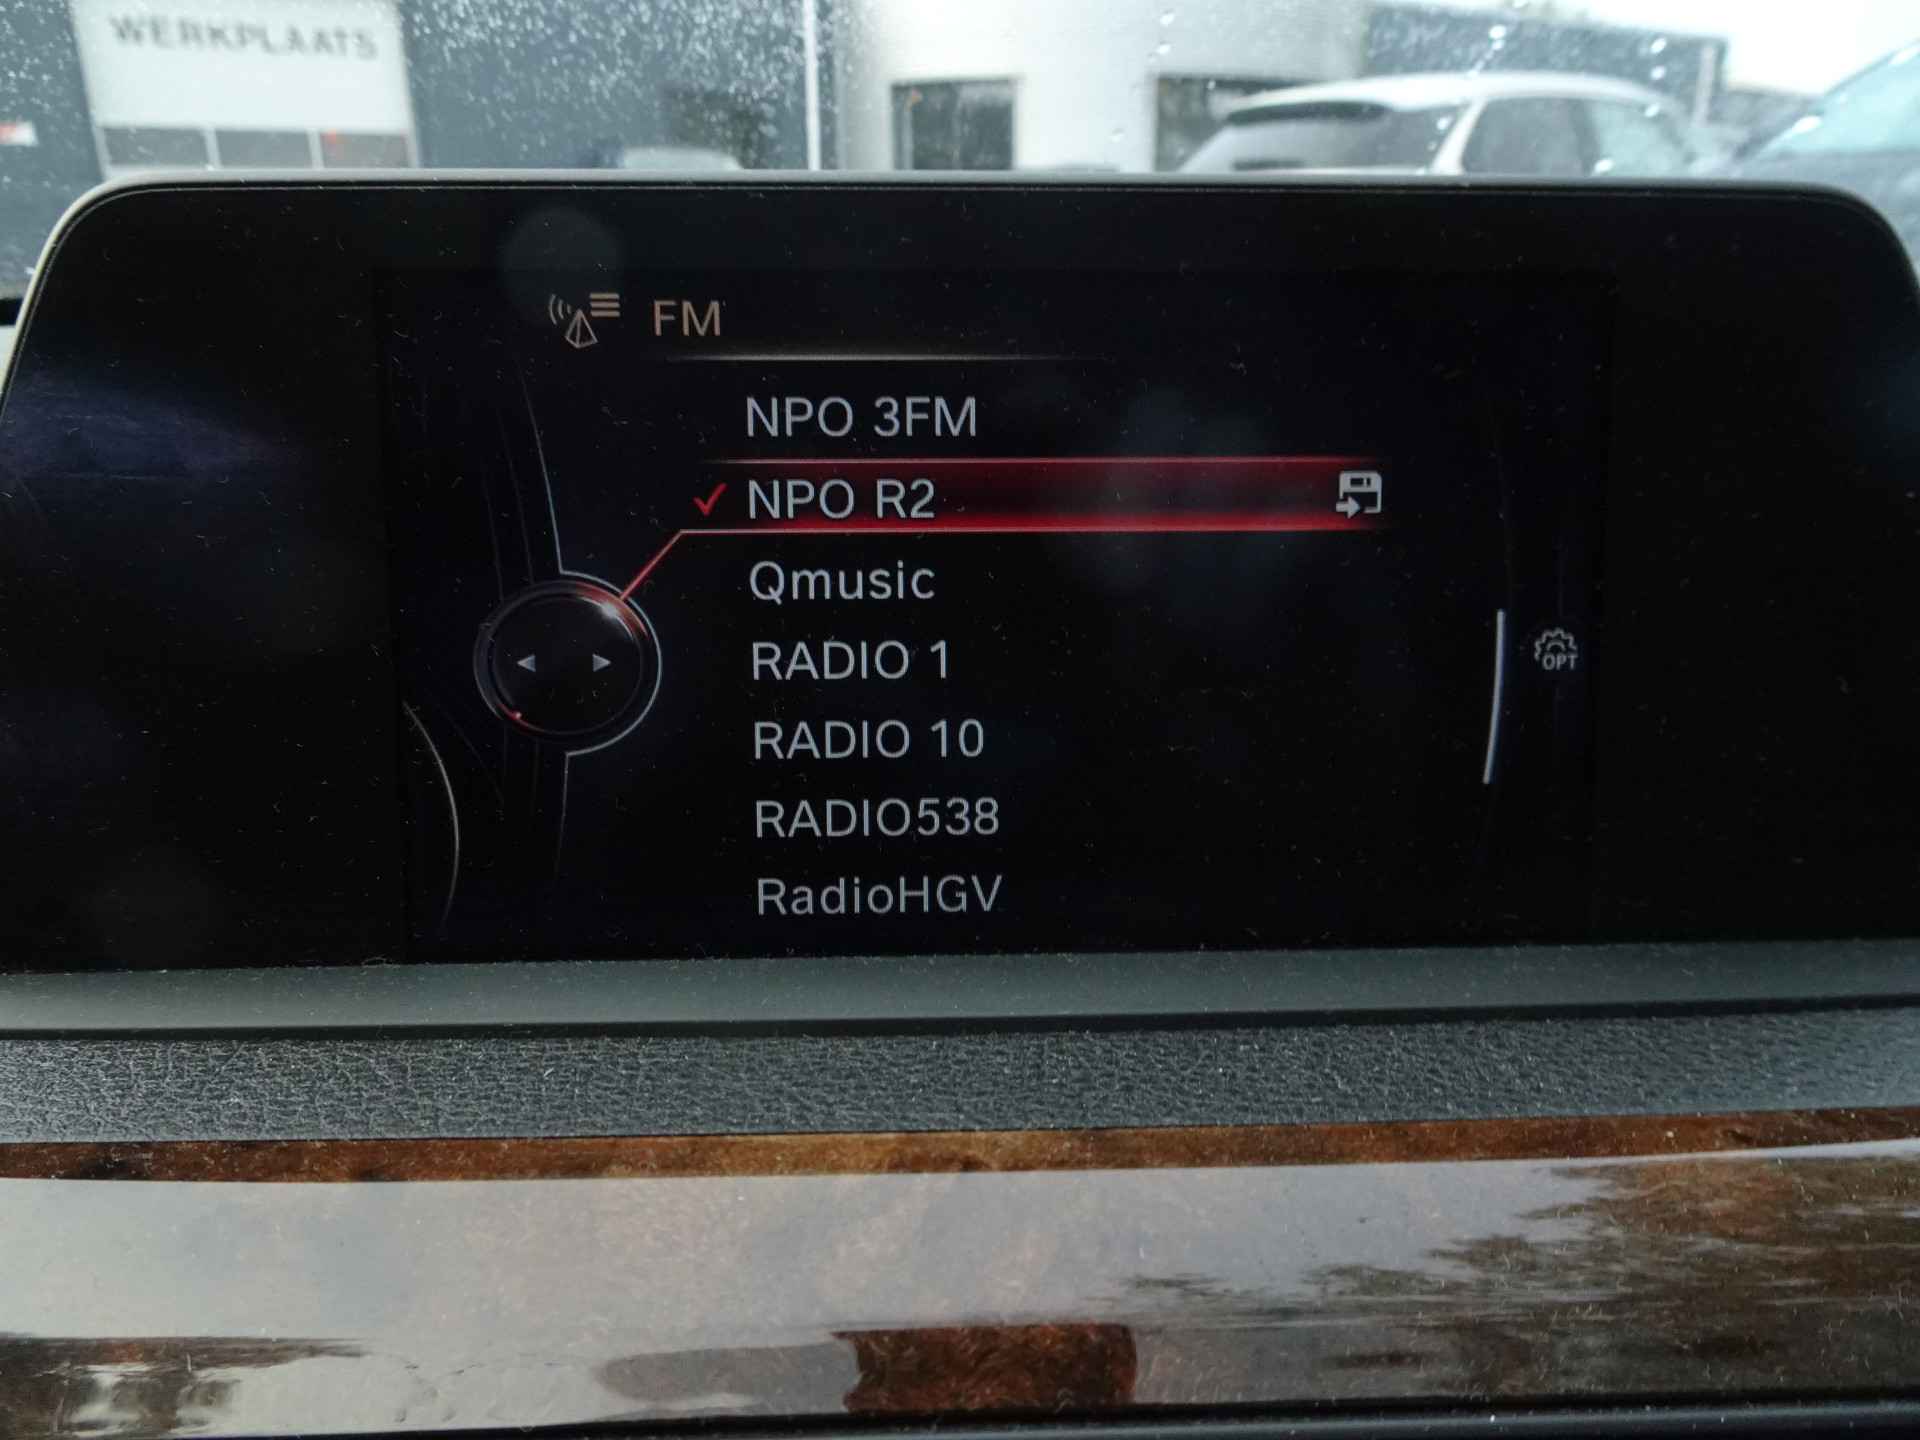 WERKPLAATS
FM
NPO 3FM
NPO R2
Qmusic
RADIO 1
RADIO 10
RADIO538
RadioHGV
OPT